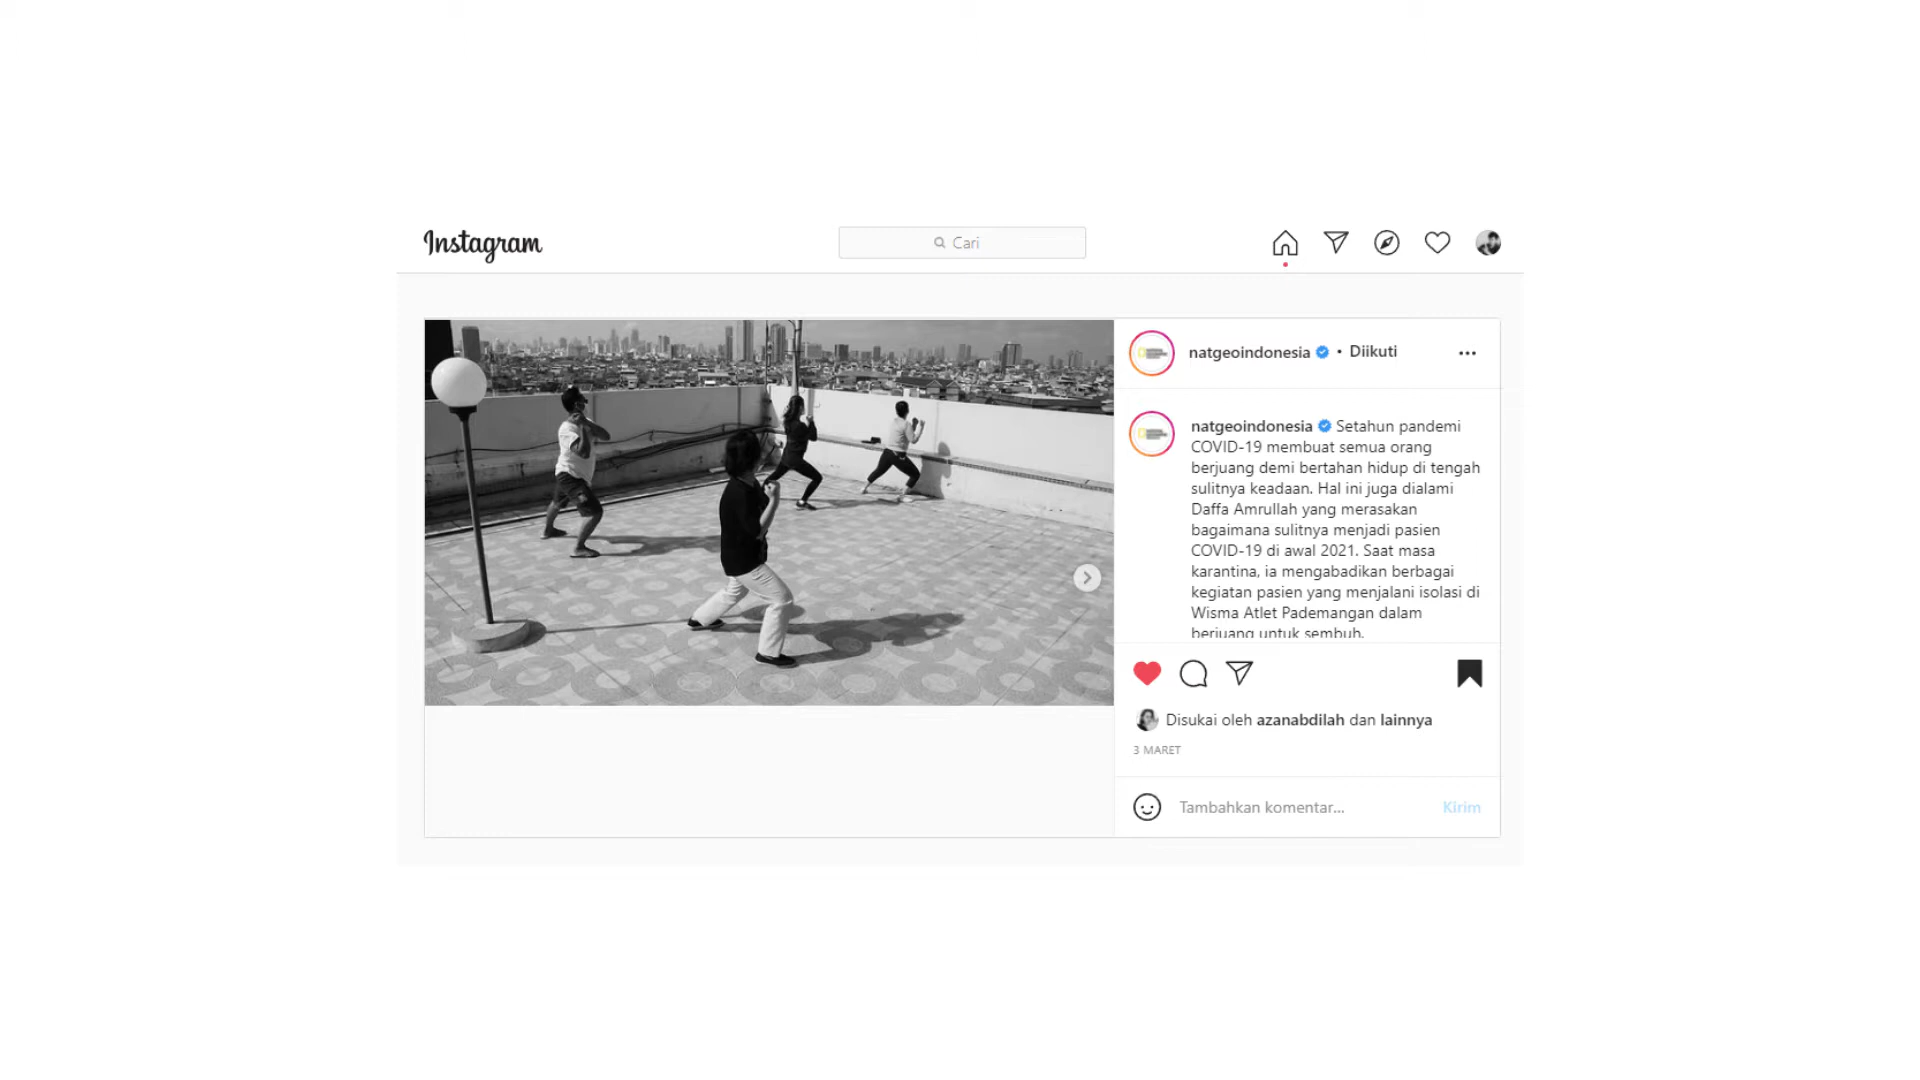 Instagram
Cari
natgeoindonesia • Diikuti
natgeoindonesia Setahun pandemi
COVID-19 membuat semua orang
berjuang demi bertahan hidup di tengah
sulitnya keadaan. Hal ini juga dialami
Daffa Amrullah yang merasakan
bagaimana sulitnya menjadi pasien
COVID-19 di awal 2021. Saat masa
karantina, ia mengabadikan berbagai
kegiatan pasien yang menjalani isolasi di
Wisma Atlet Pademangan dalam
berjuang untuk sembuh.
Disukai oleh azanabdilah dan lainnya
3 MARET
Tambahkan komentar... Kirim